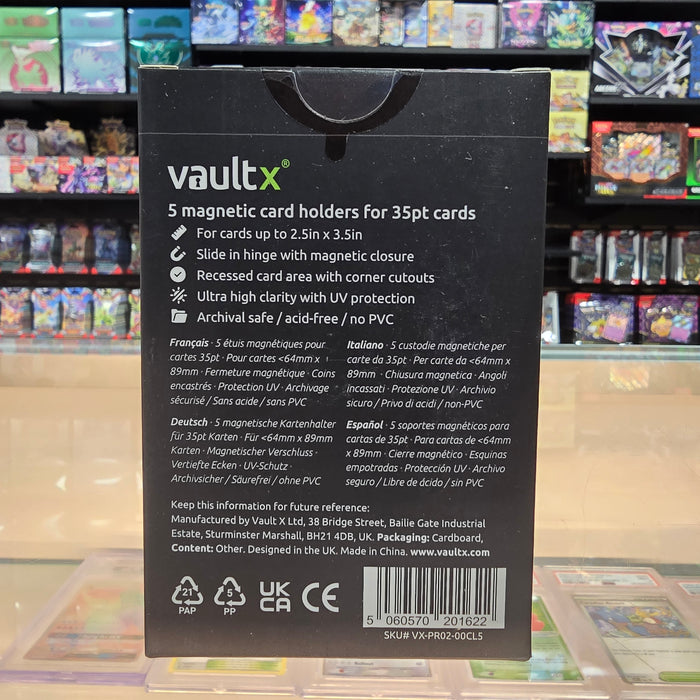 vaultx®
5 magnetic card holders for 35pt cards
For cards up to 2.5in x 3.5in
Slide in hinge with magnetic closure
Recessed card area with corner cutouts
Ultra high clarity with UV protection
Archival safe / acid-free / no PVC
Français · 5 étuis magnétiques pour
cartes 35pt · Pour cartes <64mm x
89mm · Fermeture magnétique · Coins
encastrés · Protection UV · Archivage
sécurisé / Sans acide / sans PVC
Italiano · 5 custodie magnetiche per
carte da 35pt · Per carte da <64mm x
89mm · Chiusura magnetica · Angoli
incassati · Protezione UV · Archivio
sicuro / Privo di acidi / non-PVC
Deutsch · 5 magnetische Kartenhalter
für 35pt Karten · Für <64mm x 89mm
Karten · Magnetischer Verschluss ·
Vertiefte Ecken · UV-Schutz ·
Archivsicher / Säurefrei / ohne PVC
Español · 5 soportes magnéticos para
cartas de 35pt · Para cartas de <64mm
x 89mm · Cierre magnético · Esquinas
empotradas · Protección UV · Archivo
seguro / Libre de ácido / sin PVC
Keep this information for future reference:
Manufactured by Vault X Ltd, 38 Bridge Street, Bailie Gate Industrial
Estate, Sturminster Marshall, BH21 4DB, UK. Packaging: Cardboard,
Content: Other. Designed in the UK. Made in China. www.vaultx.com
21
PAP
5
PP
UK
CA
CE
5 060570 201622
SKU# VX-PR02-00CL5